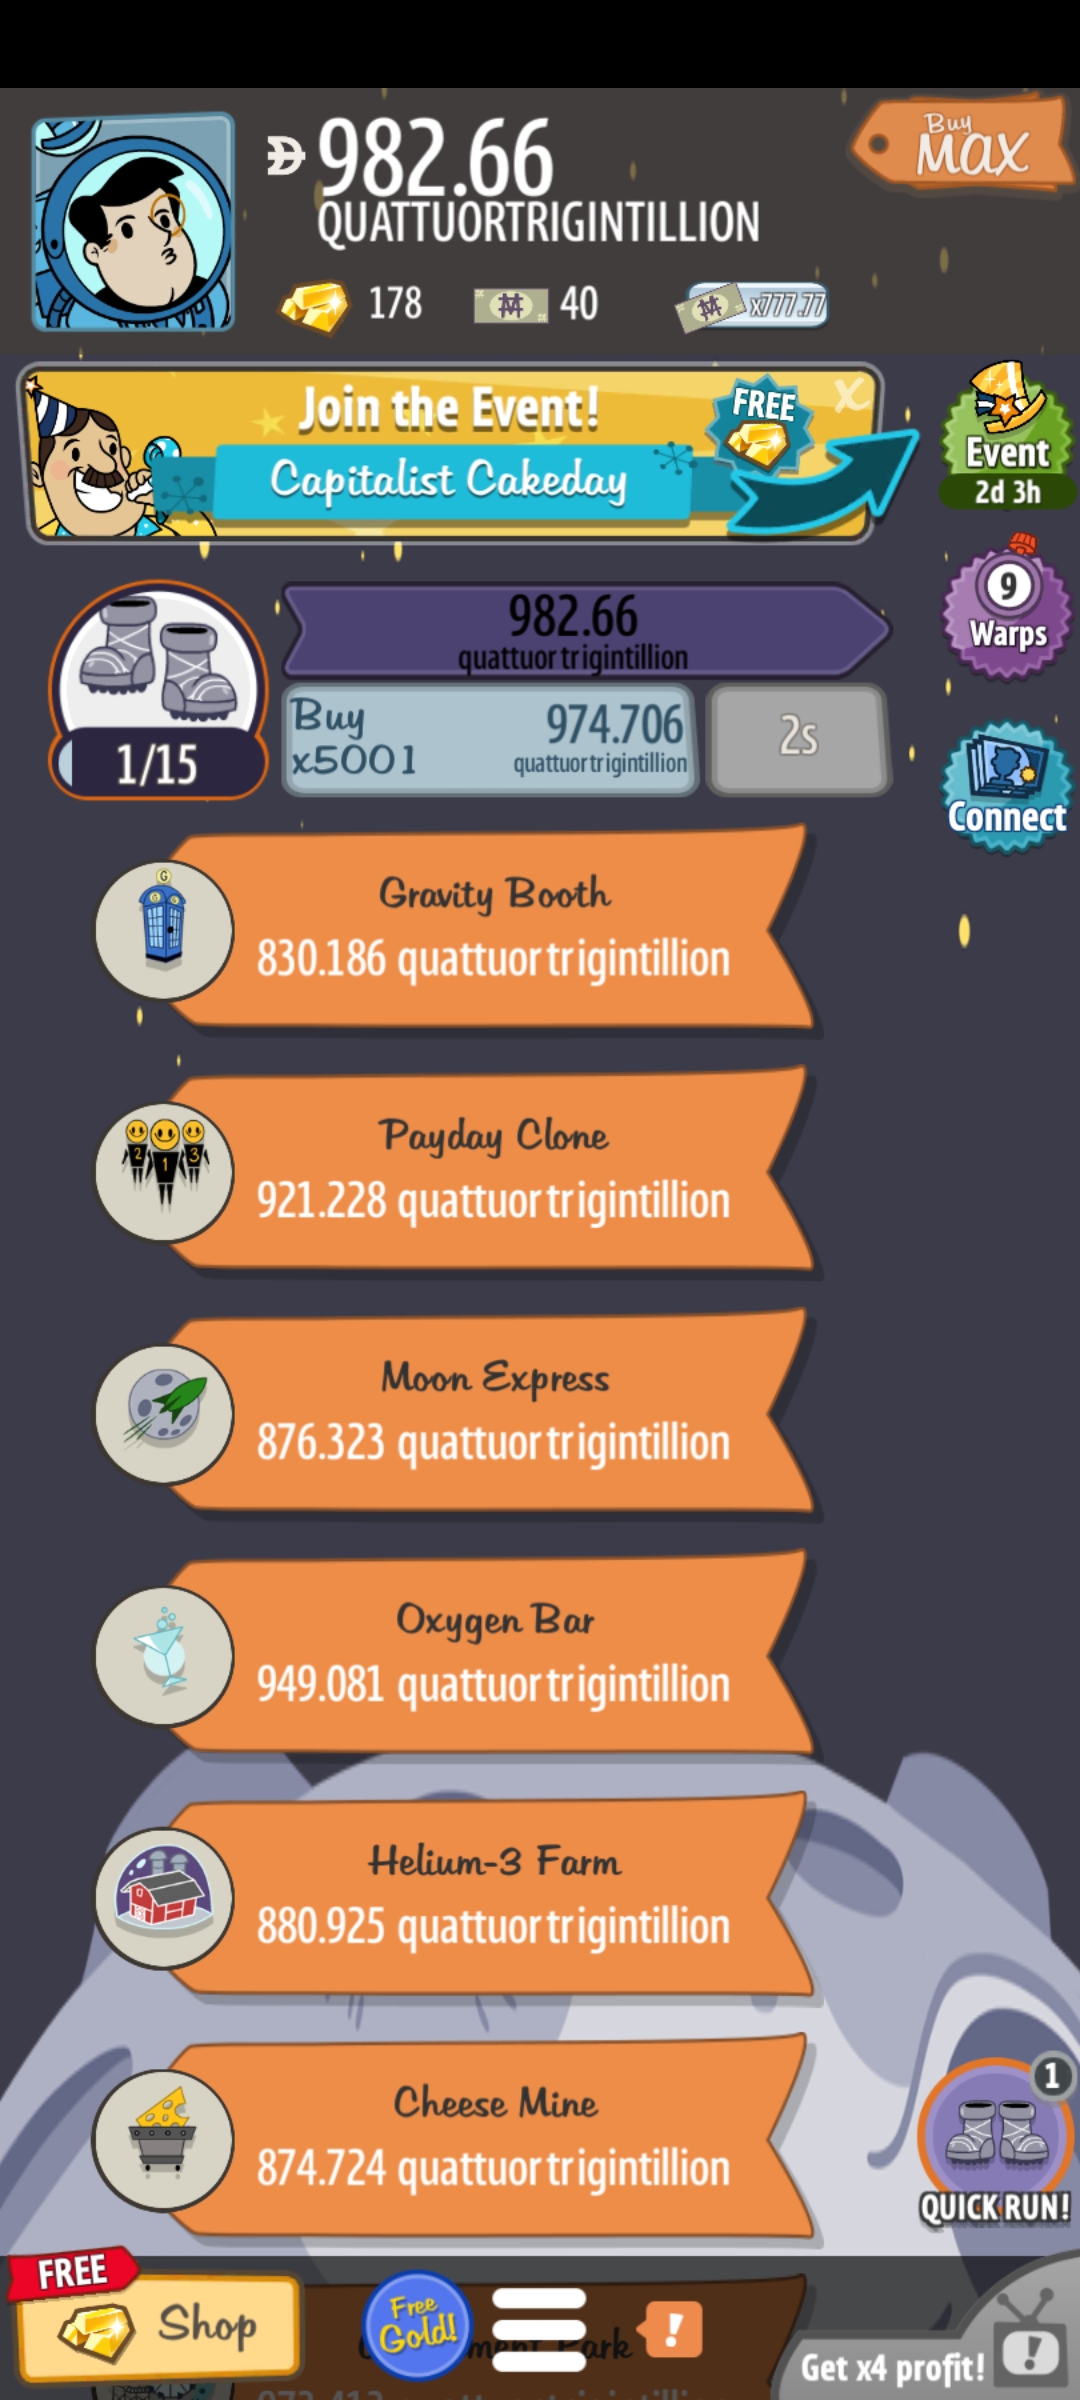 Buy
MAX
982.66
QUATTUORTRIGINTILLION
178
40
x777.77
Join the Event!
FREE
x
Capitalist Cakeday
Event
2d 3h
9
Warps
Connect
982.66
quattuortrigintillion
1/15
Buy
x5001
974.706
quattuortrigintillion
2s
G
Gravity Booth
830.186 quattuortrigintillion
2 1 3
Payday Clone
921.228 quattuortrigintillion
Moon Express
876.323 quattuortrigintillion
Oxygen Bar
949.081 quattuortrigintillion
Helium-3 Farm
880.925 quattuortrigintillion
Cheese Mine
874.724 quattuortrigintillion
1
QUICK RUN!
FREE
Shop
Free
Gold!
Park
!
Get x4 profit!
!